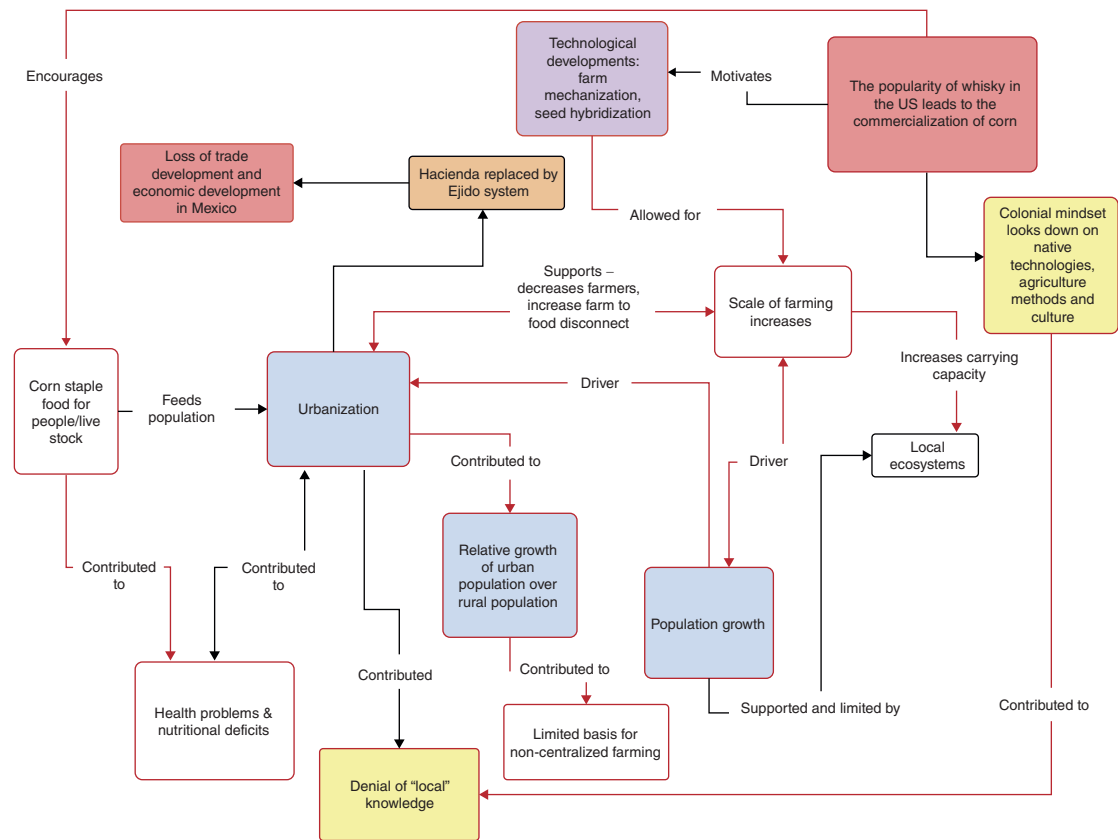 Encourages
Technological
developments:
farm
mechanization,
seed hybridization
Motivates
The popularity of whisky in
the US leads to the
commercialization of corn
Loss of trade
development and
economic development
in Mexico
Hacienda replaced by
Ejido system
Allowed for
Colonial mindset
looks down on
native
technologies,
agriculture
methods and
culture
Supports –
decreases farmers,
increase farm to
food disconnect
Scale of farming
increases
Increases carrying
capacity
Corn staple
food for
people/live
stock
Feeds
population
Urbanization
Driver
Contributed to
Driver
Local
ecosystems
Contributed
to
Contributed
to
Relative growth
of urban
population over
rural population
Population growth
Contributed
Contributed to
Supported and limited by
Contributed to
Health problems &
nutritional deficits
Limited basis for
non-centralized farming
Denial of “local”
knowledge